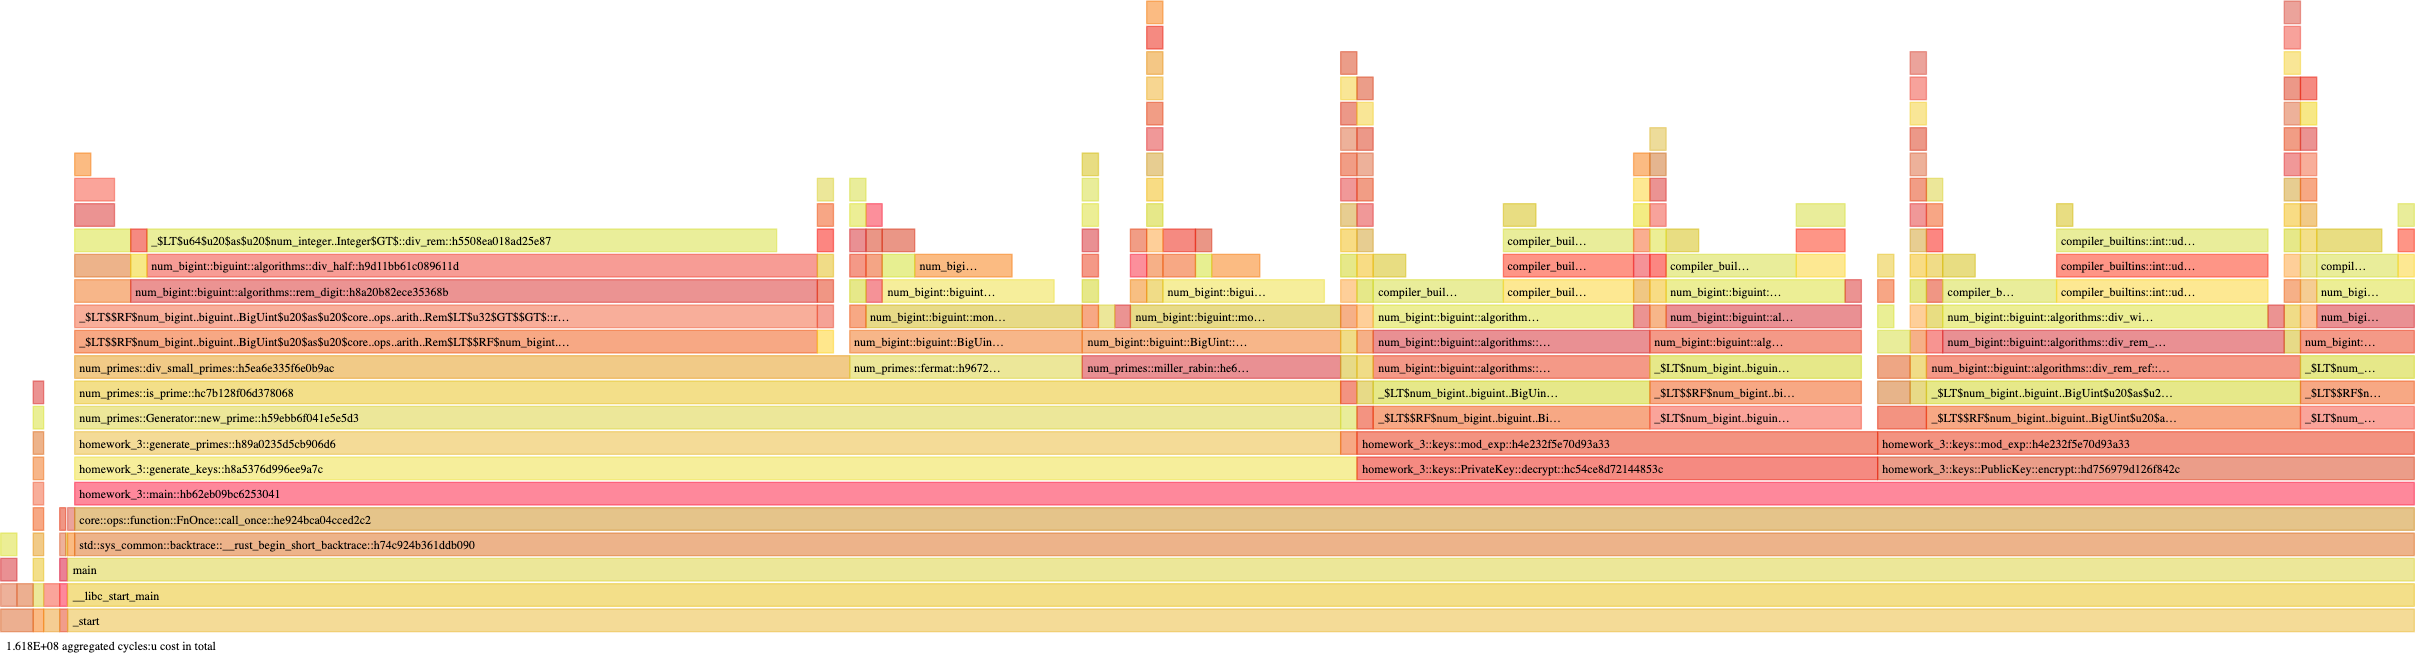 _$LT$u64$u20$as$u20$num_integer..Integer$GT$::div_rem::h5508ea018ad25e87 compiler_buil… compiler_buil… compiler_builtins::int::ud…
num_bigint::biguint::algorithms::div_half::h9d11bb61c089611d num_bigi… compiler_buil… compiler_builtins::int::ud… compil…
num_bigint::biguint::algorithms::rem_digit::h8a20b82ece35368b num_bigint::biguint… num_bigint::bigui… compiler_buil… compiler_buil… num_bigint::biguint:… compiler_b… compiler_builtins::int::ud… num_bigi…
_$LT$$RF$num_bigint..biguint..BigUint$u20$as$u20$core..ops..arith..Rem$LT$u32$GT$$GT$::r… num_bigint::biguint::mon… num_bigint::biguint::mo… num_bigint::biguint::algorithm… num_bigint::biguint::al… num_bigint::biguint::algorithms::div_wi… num_bigi…
_$LT$$RF$num_bigint..biguint..BigUint$u20$as$u20$core..ops..arith..Rem$LT$$RF$num_bigint.… num_bigint::biguint::BigUin… num_bigint::biguint::BigUint::… num_bigint::biguint::algorithms::… num_bigint::biguint::alg… num_bigint::biguint::algorithms::div_rem_… num_bigint:…
num_primes::div_small_primes::h5ea6e335f6e0b9ac num_primes::fermat::h9672… num_primes::miller_rabin::he6… num_bigint::biguint::algorithms::… _$LT$num_bigint..biguin… num_bigint::biguint::algorithms::div_rem_ref::… _$LT$num_…
num_primes::is_prime::hc7b128f06d378068 _$LT$num_bigint..biguint..BigUin… _$LT$$RF$num_bigint..bi… _$LT$num_bigint..biguint..BigUint$u20$as$u2… _$LT$$RF$n…
num_primes::Generator::new_prime::h59ebb6f041e5e5d3 _$LT$$RF$num_bigint..biguint..Bi… _$LT$num_bigint..biguin… _$LT$$RF$num_bigint..biguint..BigUint$u20$a… _$LT$num_…
homework_3::generate_primes::h89a0235d5cb906d6 homework_3::keys::mod_exp::h4e232f5e70d93a33 homework_3::keys::mod_exp::h4e232f5e70d93a33
homework_3::generate_keys::h8a5376d996ee9a7c homework_3::keys::PrivateKey::decrypt::hc54ce8d72144853c homework_3::keys::PublicKey::encrypt::hd756979d126f842c
homework_3::main::hb62eb09bc6253041
core::ops::function::FnOnce::call_once::he924bca04cced2c2
std::sys_common::backtrace::__rust_begin_short_backtrace::h74c924b361ddb090
main
__libc_start_main
_start
1.618E+08 aggregated cycles:u cost in total